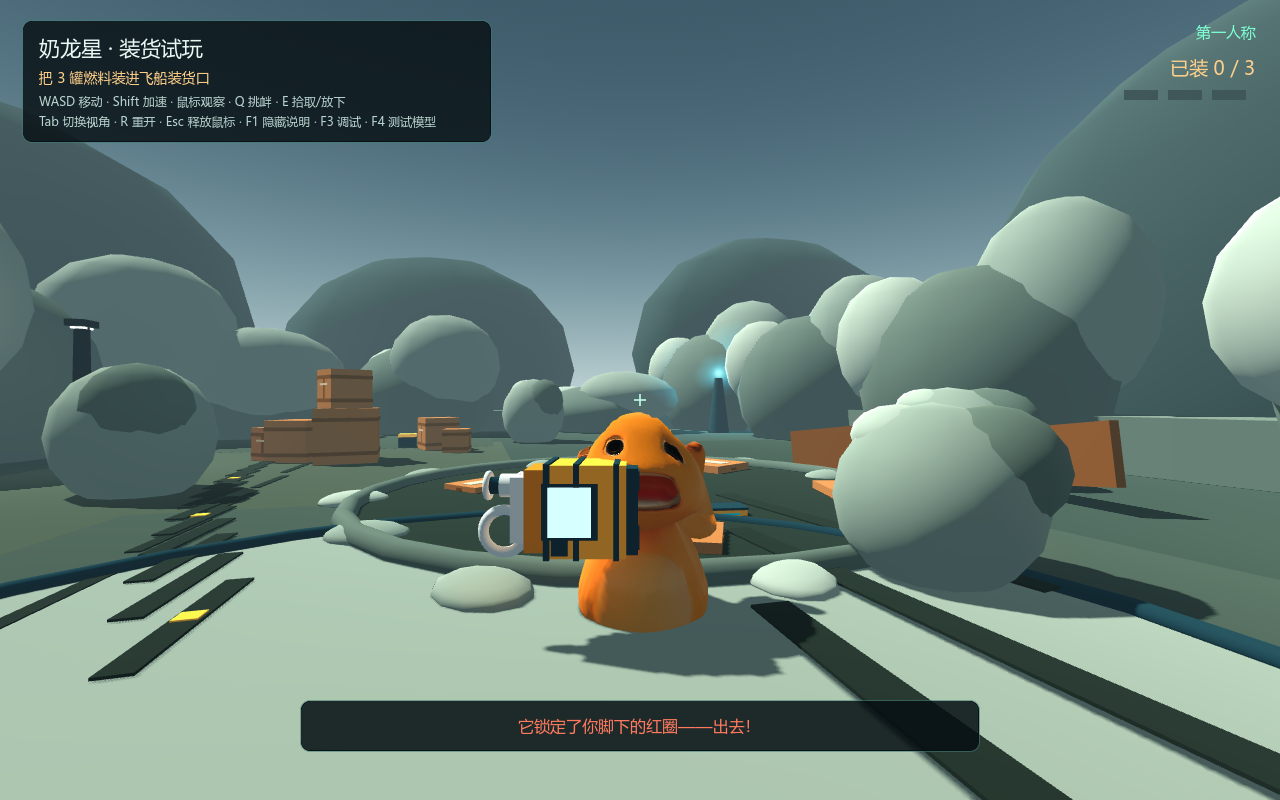 奶龙星 · 装货试玩
把 3 罐燃料装进飞船装货口
WASD 移动 · Shift 加速 · 鼠标观察 · Q 挑衅 · E 拾取/放下
Tab 切换视角 · R 重开 · Esc 释放鼠标 · F1 隐藏说明 · F3 调试 · F4 测试模型
第一人称
已装 0 / 3
它锁定了你脚下的红圈——出去！